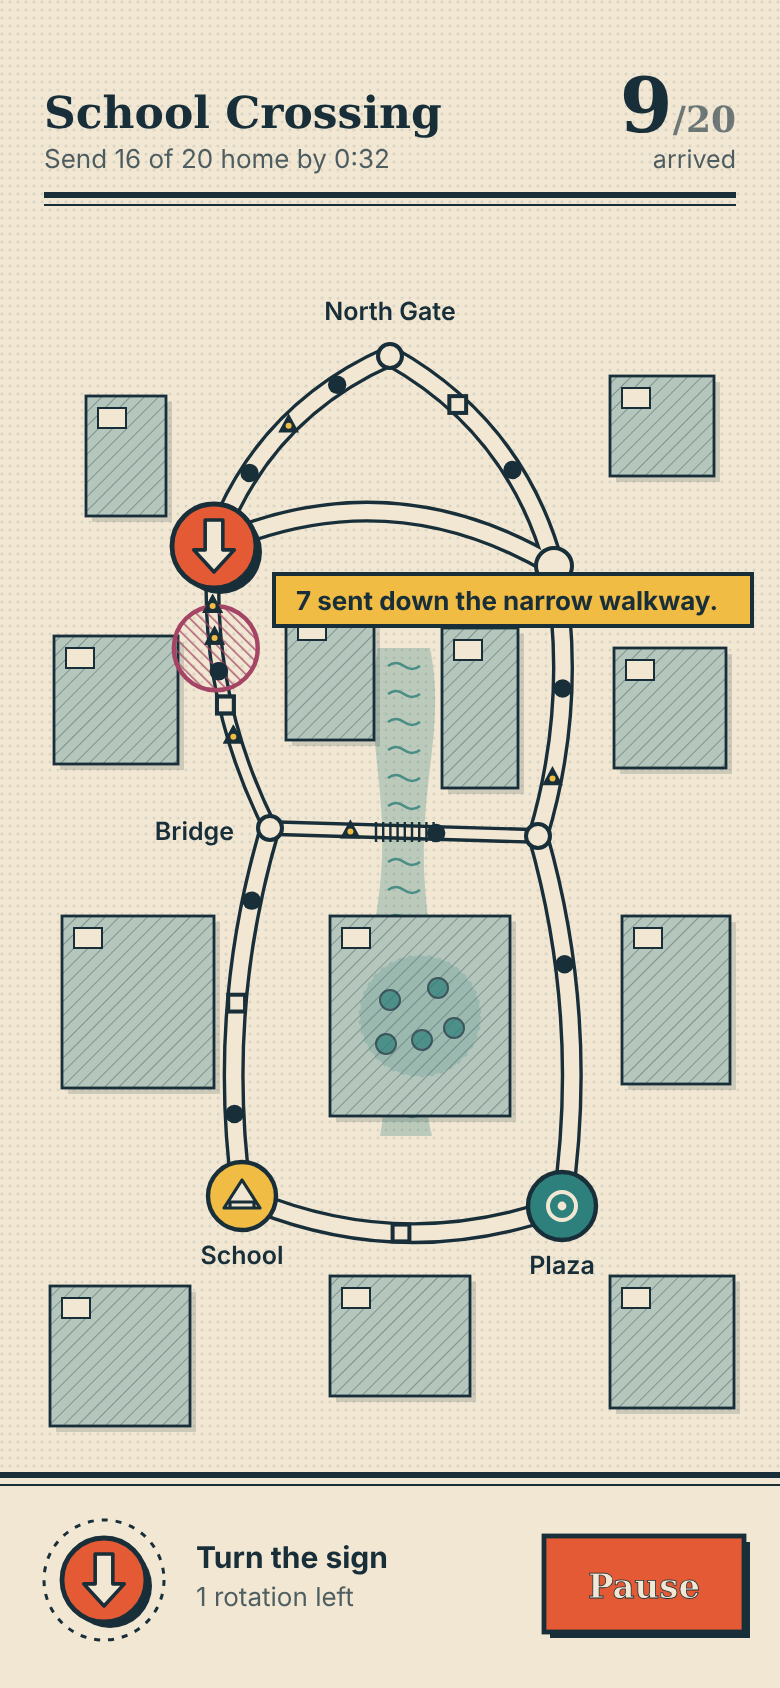 School Crossing
9/20
Send 16 of 20 home by 0:32
arrived
North Gate
7 sent down the narrow walkway.
Bridge
School
Plaza
Turn the sign
1 rotation left
Pause